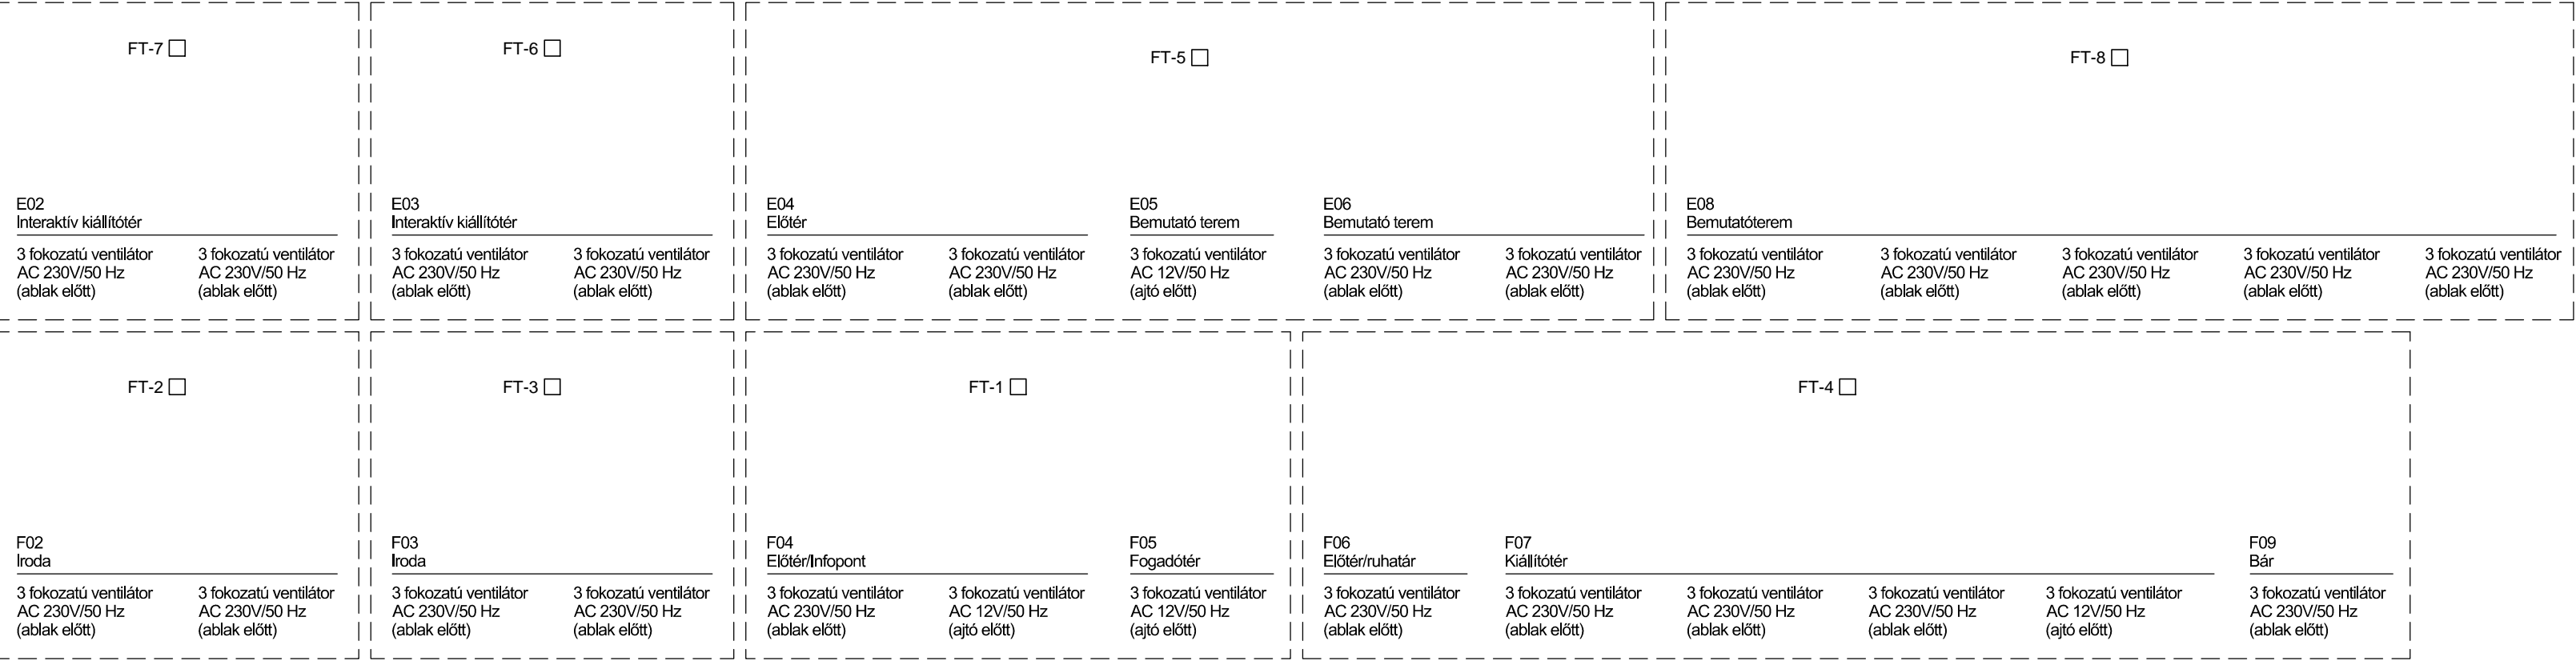 FT-7
E02
Interaktív kiállítótér
3 fokozatú ventilátor
AC 230V/50 Hz
(ablak előtt)
3 fokozatú ventilátor
AC 230V/50 Hz
(ablak előtt)
FT-6
E03
Interaktív kiállítótér
3 fokozatú ventilátor
AC 230V/50 Hz
(ablak előtt)
3 fokozatú ventilátor
AC 230V/50 Hz
(ablak előtt)
FT-5
E04
Előtér
3 fokozatú ventilátor
AC 230V/50 Hz
(ablak előtt)
3 fokozatú ventilátor
AC 230V/50 Hz
(ablak előtt)
E05
Bemutató terem
3 fokozatú ventilátor
AC 12V/50 Hz
(ajtó előtt)
E06
Bemutató terem
3 fokozatú ventilátor
AC 230V/50 Hz
(ablak előtt)
3 fokozatú ventilátor
AC 230V/50 Hz
(ablak előtt)
FT-8
E08
Bemutatóterem
3 fokozatú ventilátor
AC 230V/50 Hz
(ablak előtt)
3 fokozatú ventilátor
AC 230V/50 Hz
(ablak előtt)
3 fokozatú ventilátor
AC 230V/50 Hz
(ablak előtt)
3 fokozatú ventilátor
AC 230V/50 Hz
(ablak előtt)
3 fokozatú ventilátor
AC 230V/50 Hz
(ablak előtt)
FT-2
F02
Iroda
3 fokozatú ventilátor
AC 230V/50 Hz
(ablak előtt)
3 fokozatú ventilátor
AC 230V/50 Hz
(ablak előtt)
FT-3
F03
Iroda
3 fokozatú ventilátor
AC 230V/50 Hz
(ablak előtt)
3 fokozatú ventilátor
AC 230V/50 Hz
(ablak előtt)
FT-1
F04
Előtér/Infopont
3 fokozatú ventilátor
AC 230V/50 Hz
(ablak előtt)
3 fokozatú ventilátor
AC 12V/50 Hz
(ajtó előtt)
F05
Fogadótér
3 fokozatú ventilátor
AC 12V/50 Hz
(ajtó előtt)
FT-4
F06
Előtér/ruhatár
3 fokozatú ventilátor
AC 230V/50 Hz
(ablak előtt)
F07
Kiállítótér
3 fokozatú ventilátor
AC 230V/50 Hz
(ablak előtt)
3 fokozatú ventilátor
AC 230V/50 Hz
(ablak előtt)
3 fokozatú ventilátor
AC 230V/50 Hz
(ablak előtt)
3 fokozatú ventilátor
AC 12V/50 Hz
(ajtó előtt)
F09
Bár
3 fokozatú ventilátor
AC 230V/50 Hz
(ablak előtt)